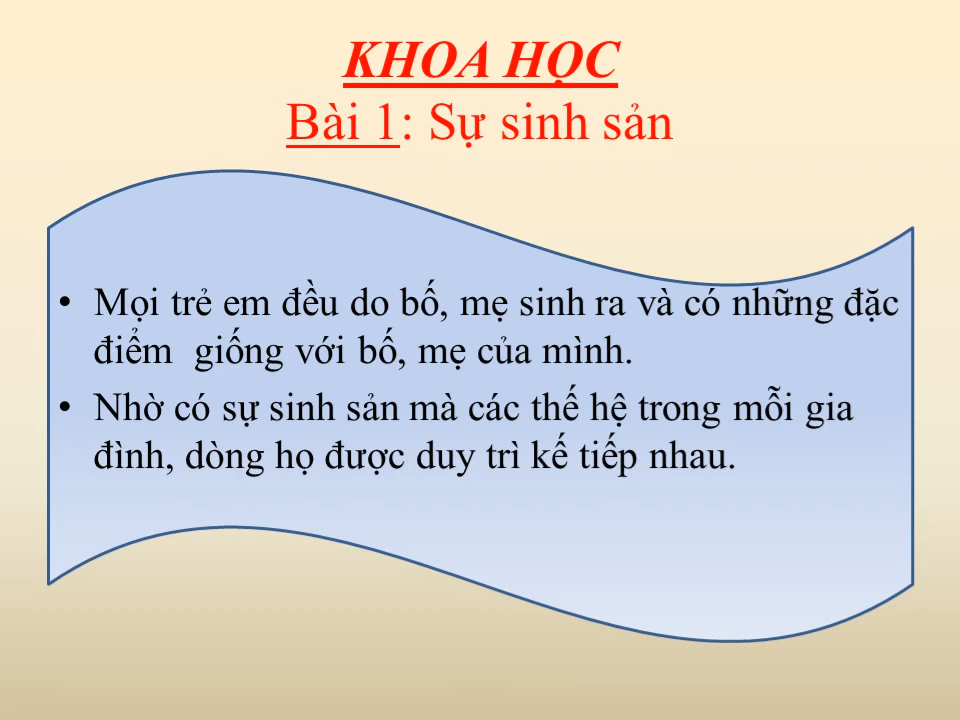 KHOA HỌC
Bài 1: Sự sinh sản
• Mọi trẻ em đều do bố, mẹ sinh ra và có những đặc
điểm  giống với bố, mẹ của mình.
• Nhờ có sự sinh sản mà các thế hệ trong mỗi gia
đình, dòng họ được duy trì kế tiếp nhau.